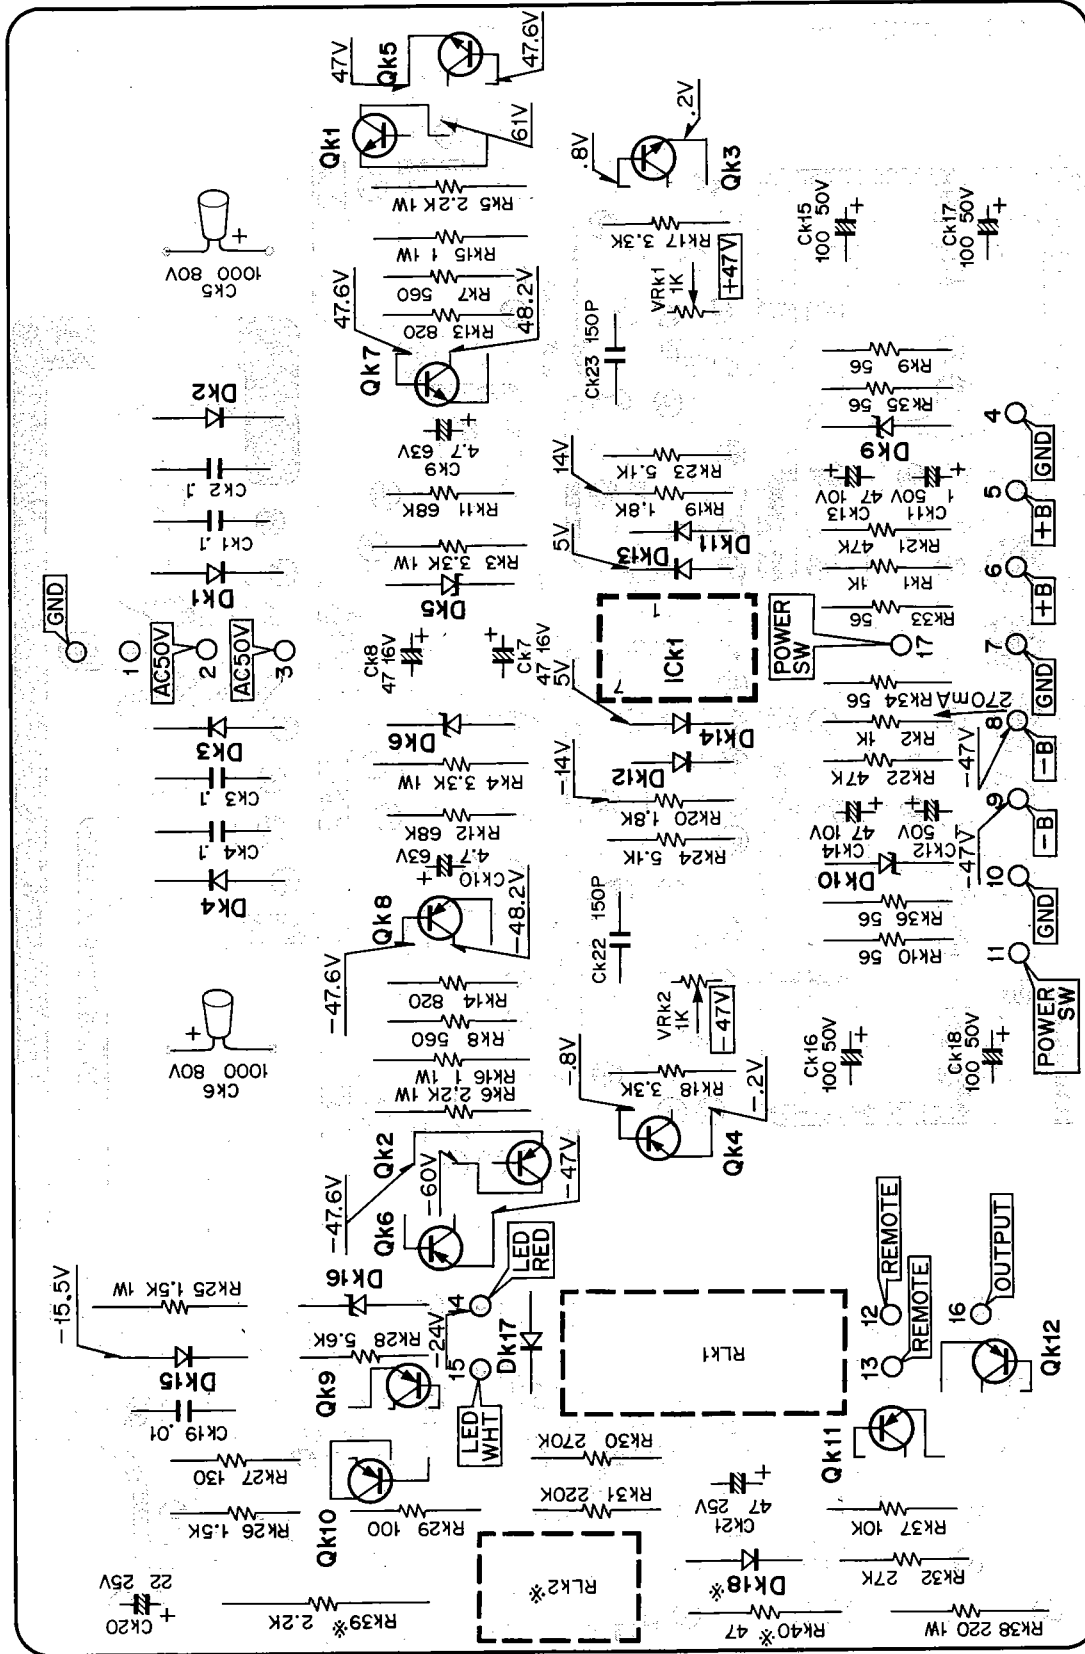 47V
Qk5
47.6V
Qk1
61V
.8V
.2V
Qk3
Rk5 2.2K 1W
Rk15 1 1W
Rk7
560
Rk13
820
47.6V
48.2V
Qk7
Ck5
1000 80V
Rk17 3.3K
VRk1
1K
+47V
Ck23 150P
Ck15
100 50V
Ck17
100 50V
Dk2
Ck2 .1
Ck1 .1
Dk1
GND
1
AC50V
2
AC50V
3
Dk3
Ck3 .1
Ck4 .1
Dk4
Ck9
4.7 63V
Rk11
68K
Rk3
3.3K 1W
Dk5
Ck8
47 16V
Ck7
47 16V
Dk6
Rk4 3.3K 1W
Rk12 68K
Ck10
4.7
63V
Qk8
-47.6V
-48.2V
14V
5V
Rk23
5.1K
Rk19
1.8K
Dk11
Dk13
1
ICk1
7
5V
-14V
Dk14
Dk12
Rk20
1.8K
Rk24 5.1K
Ck22 150P
Rk9
56
Rk35
56
Dk9
Ck13
47 10V
Ck11
1 50V
Rk21
47K
Rk1
1K
Rk33
56
POWER
SW
17
Rk34
56
Rk2
1K
270mA
Rk22
47K
Ck14
47 10V
Ck12
50V
Dk10
Rk36
56
Rk10
56
4
GND
5
+B
6
+B
7
GND
8
-B
-47V
9
-B
-47V
10
GND
11
POWER
SW
Ck6
1000 80V
Rk14
820
Rk8
560
Rk16 1 1W
Rk6 2.2K 1W
VRk2
1K
-47V
Rk18
3.3K
-.8V
-.2V
Qk4
Ck16
100 50V
Ck18
100 50V
Qk2
-47.6V
-60V
-47V
Qk6
-15.5V
Rk25 1.5K 1W
Dk15
Ck19 .01
Dk16
Rk28 5.6K
-24V
14
LED
RED
15
LED
WHT
Dk17
Qk9
Rk27 130
Rk26 1.5K
Qk10
Rk29
100
RLk1
Rk30 270K
Rk31
220K
12
REMOTE
13
REMOTE
16
OUTPUT
Qk12
Qk11
Ck21
47 25V
Rk37
10K
Ck20
22 25V
Rk39※ 2.2K
RLk2※
Dk18※
Rk40※ 47
Rk32
27K
Rk38 220 1W